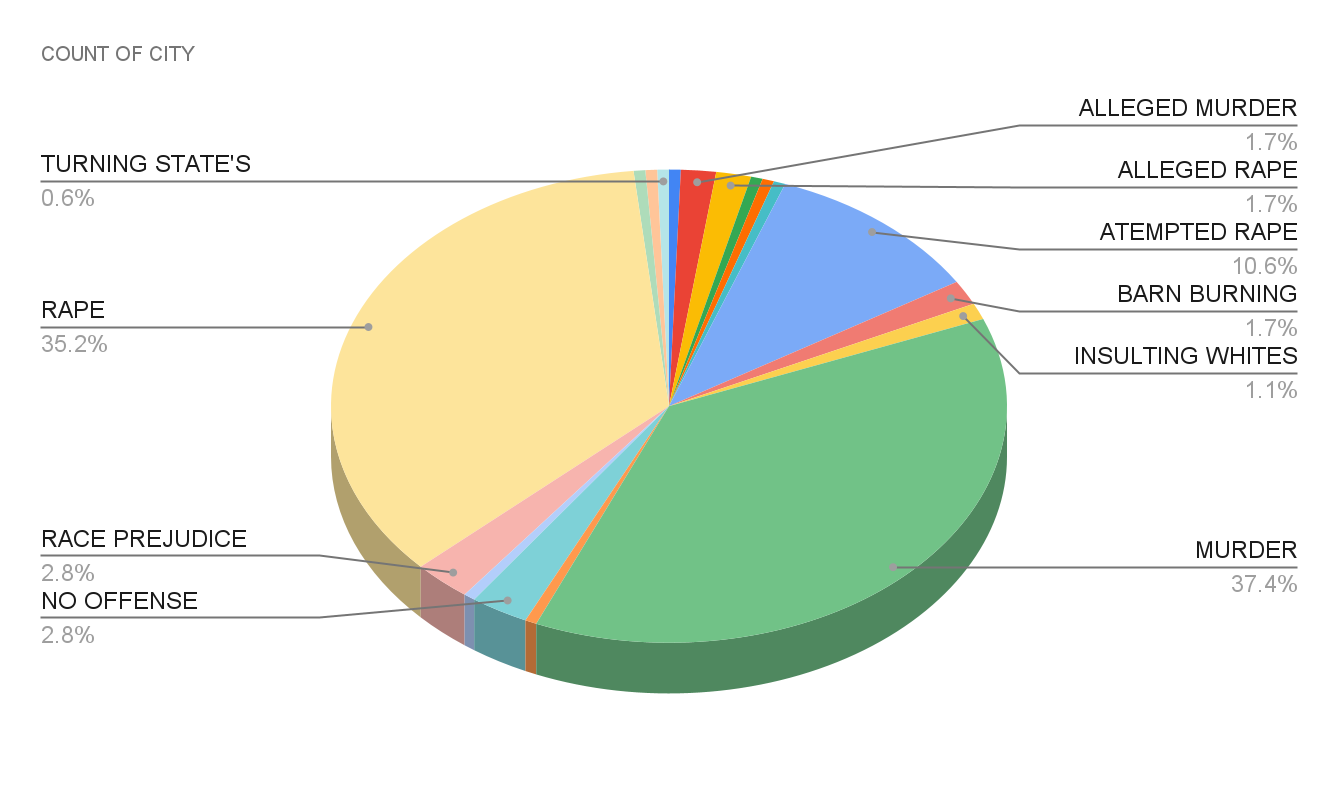 COUNT OF CITY
ALLEGED MURDER
1.7%
TURNING STATE'S
0.6%
ALLEGED RAPE
1.7%
ATEMPTED RAPE
10.6%
BARN BURNING
1.7%
RAPE
35.2%
INSULTING WHITES
1.1%
RACE PREJUDICE
2.8%
MURDER
37.4%
NO OFFENSE
2.8%